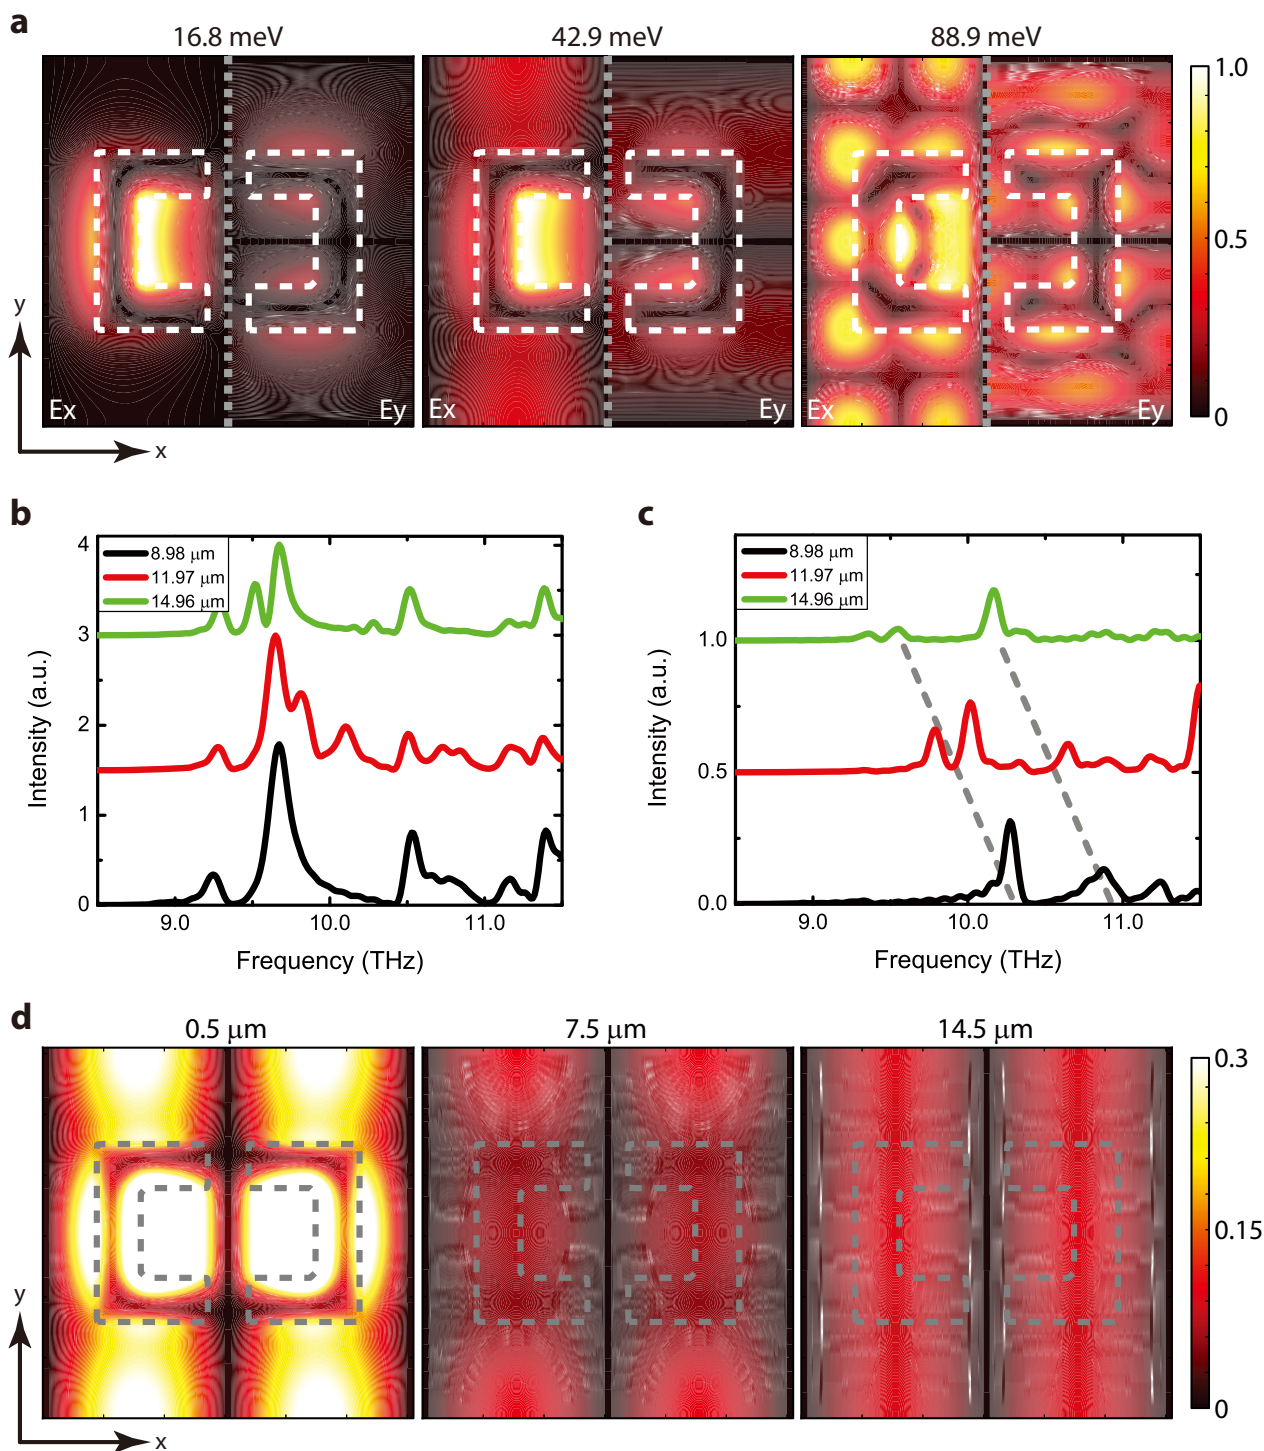 a
16.8 meV
42.9 meV
88.9 meV
1.0
0.5
0
Ex
Ey
Ex
Ey
Ex
Ey
y
x
b
4
3
2
1
0
8.98 μm
11.97 μm
14.96 μm
Intensity (a.u.)
9.0
10.0
11.0
Frequency (THz)
c
1.0
0.5
0.0
8.98 μm
11.97 μm
14.96 μm
Intensity (a.u.)
9.0
10.0
11.0
Frequency (THz)
d
0.5 μm
7.5 μm
14.5 μm
0.3
0.15
0
y
x